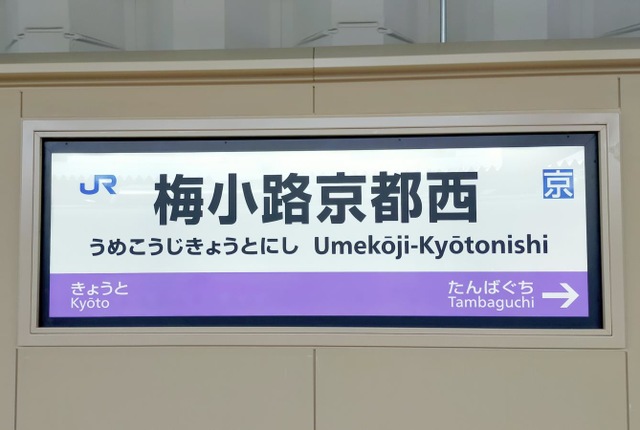 JR 梅小路京都西 京
うめこうじきょうとにし Umekōji-Kyōtonishi
きょうと たんばぐち
Kyōto Tambaguchi →